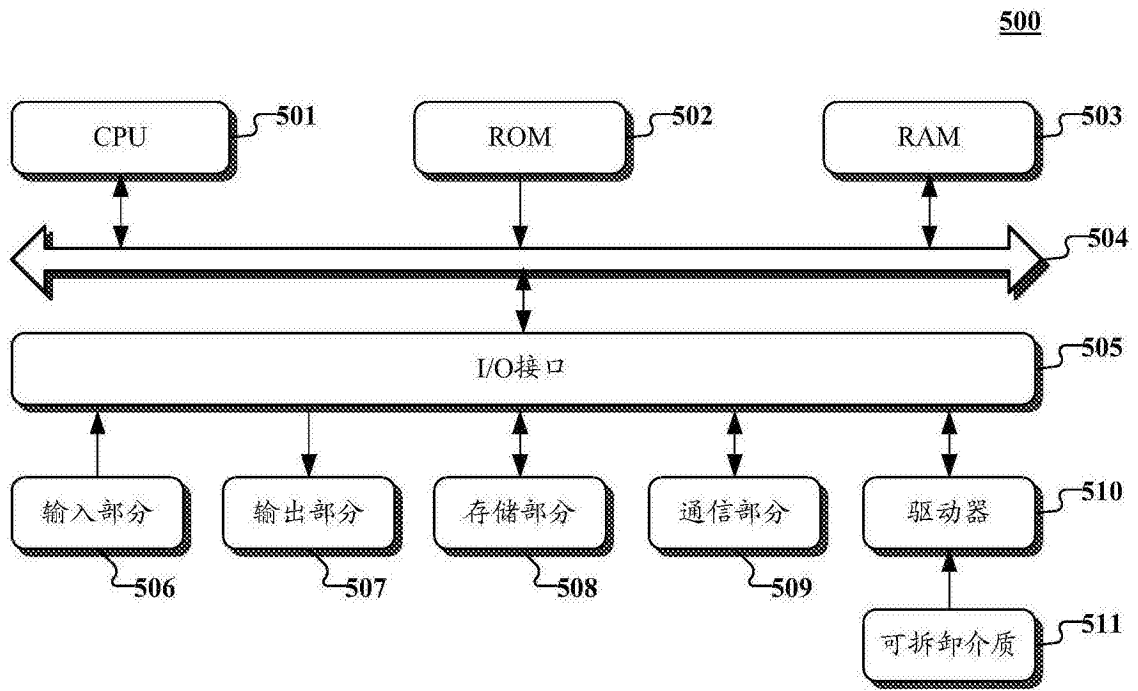 500
CPU
501
ROM
502
RAM
503
504
I/O接口
505
输入部分
输出部分
存储部分
通信部分
驱动器
510
506
507
508
509
可拆卸介质
511